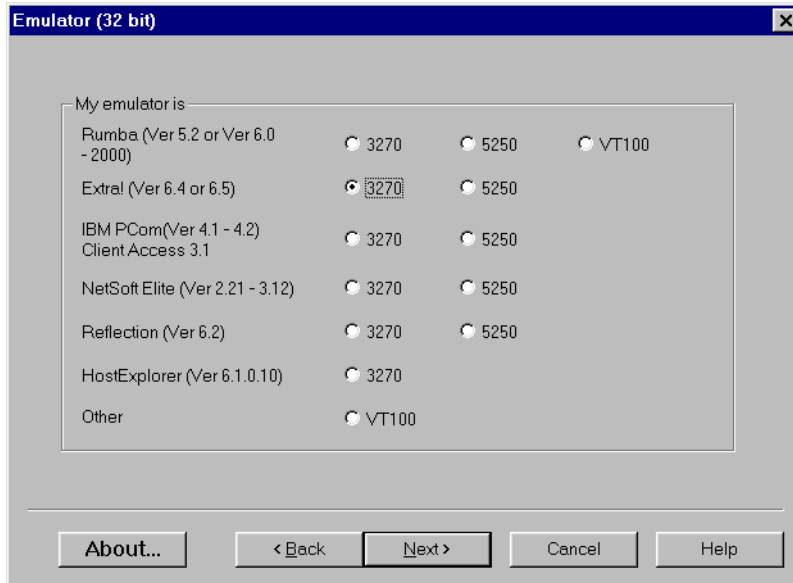 Emulator (32 bit)
My emulator is
Rumba (Ver 5.2 or Ver 6.0
- 2000)
3270 5250 VT100
Extra! (Ver 6.4 or 6.5) 3270 5250
IBM PCom(Ver 4.1 - 4.2)
Client Access 3.1
3270 5250
NetSoft Elite (Ver 2.21 - 3.12) 3270 5250
Reflection (Ver 6.2) 3270 5250
HostExplorer (Ver 6.1.0.10) 3270
Other VT100
About... < Back Next > Cancel Help